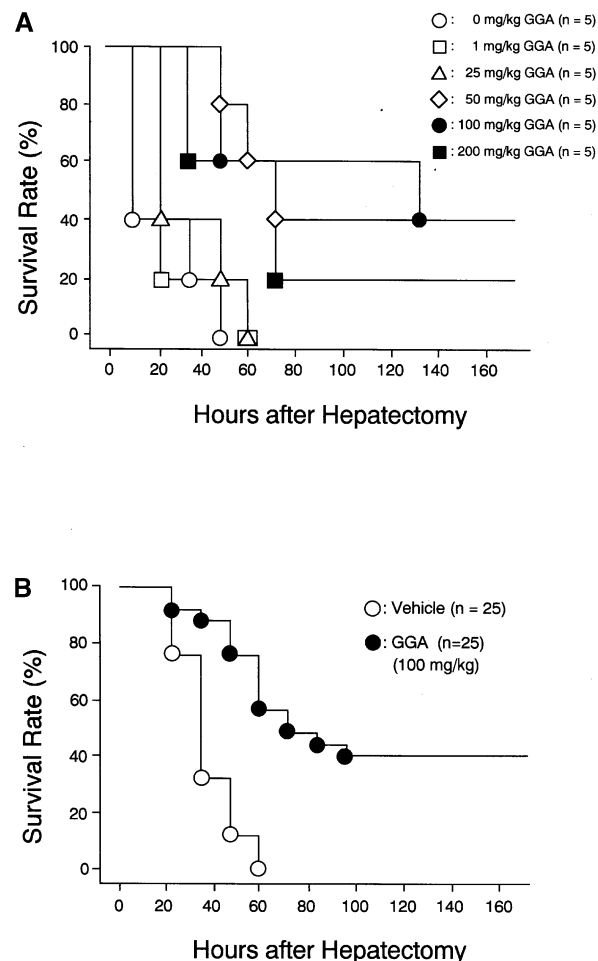 A
○: 0 mg/kg GGA (n = 5)
□: 1 mg/kg GGA (n = 5)
△: 25 mg/kg GGA (n = 5)
◇: 50 mg/kg GGA (n = 5)
●: 100 mg/kg GGA (n = 5)
■: 200 mg/kg GGA (n = 5)
Survival Rate (%)
100
80
60
40
20
0
0 20 40 60 80 100 120 140 160
Hours after Hepatectomy
B
○: Vehicle (n = 25)
●: GGA (n=25)
(100 mg/kg)
Survival Rate (%)
100
80
60
40
20
0
0 20 40 60 80 100 120 140 160
Hours after Hepatectomy